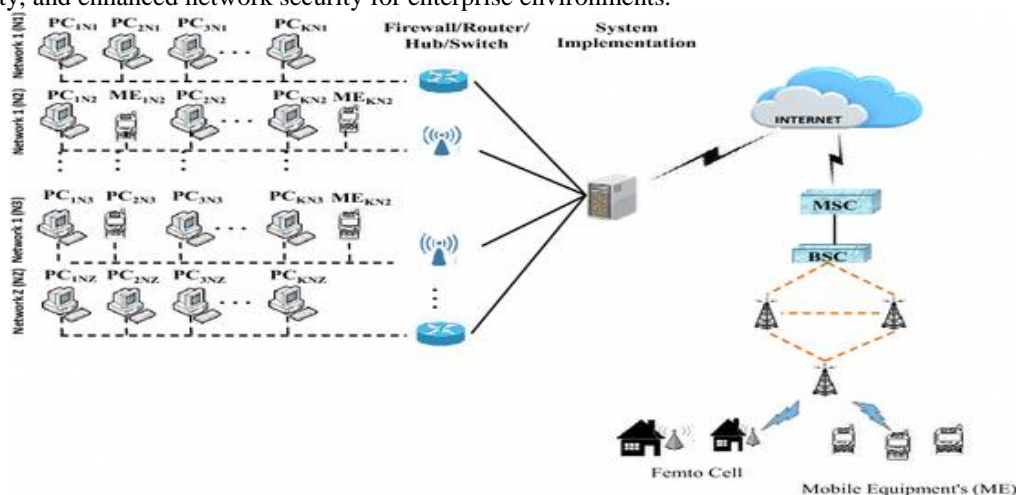 ty, and enhanced network security for enterprise environments.
Network 1 (N1)
PC1N1 PC2N1 PC3N1 PCKN1
Firewall/Router/
Hub/Switch
System
Implementation
Network 1 (N2)
PC1N2 ME1N2 PC2N2 PCKN2 MEKN2
INTERNET
Network 1 (N3)
PC1N3 PC2N3 PC3N3 PCKN3 MEKN2
MSC
BSC
Network Z (NZ)
PC1NZ PC2NZ PC3NZ PCKNZ
Femto Cell
Mobile Equipment's (ME)